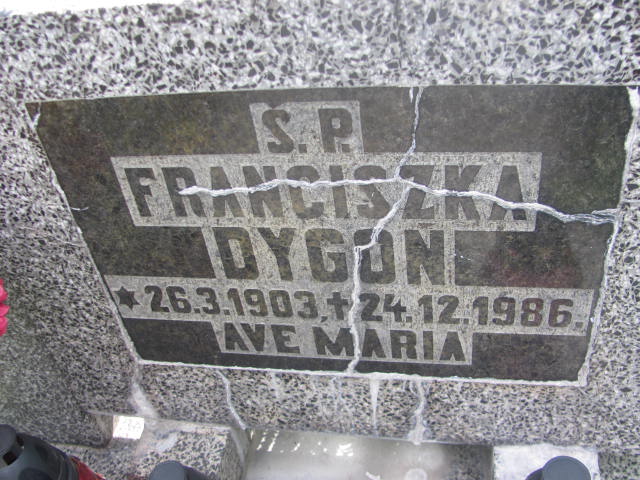 Ś. P.
FRANCISZKA
DYGON
★ 26.3.1903, ✝ 24.12.1986.
AVE MARIA